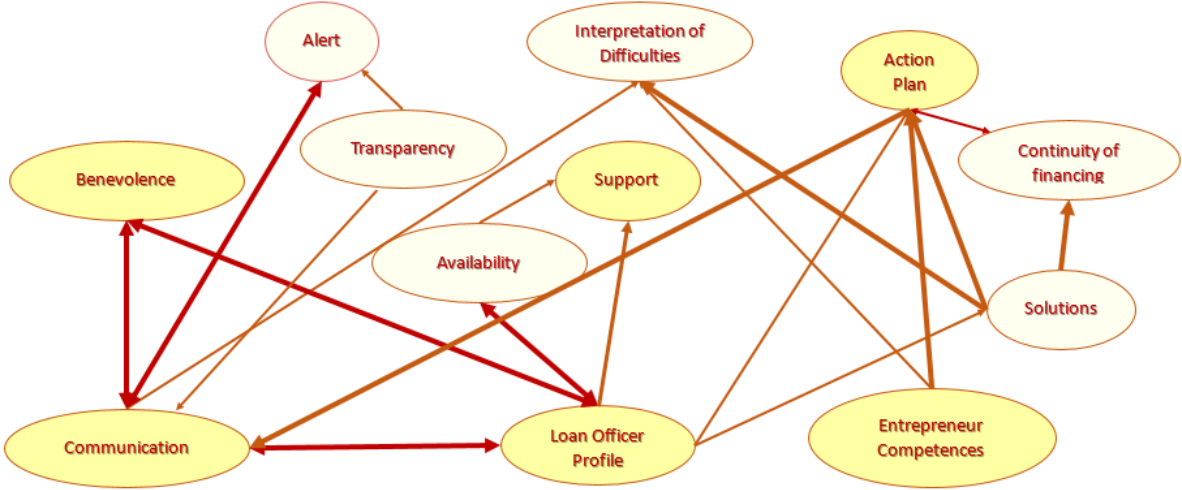 Alert
Interpretation of
Difficulties
Action
Plan
Transparency
Continuity of
financing
Benevolence
Support
Availability
Solutions
Communication
Loan Officer
Profile
Entrepreneur
Competences